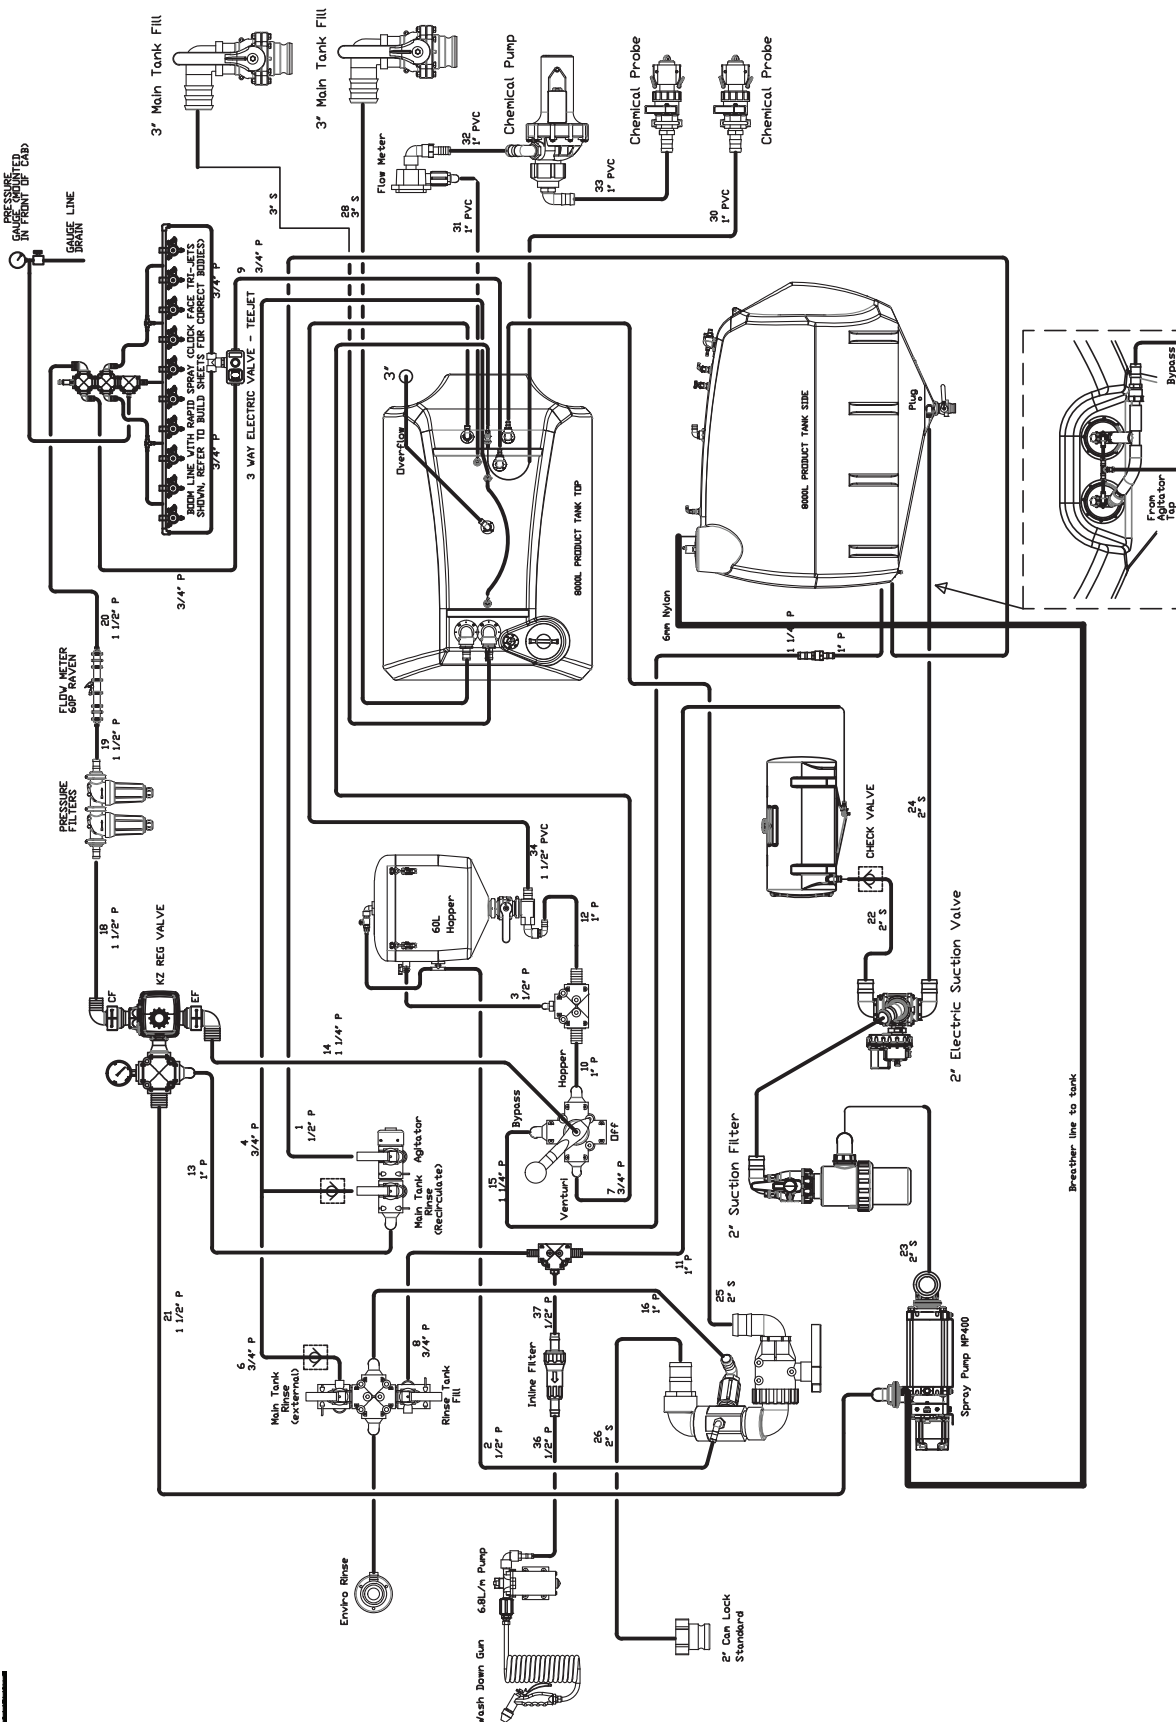 3" Main Tank Fill
3" Main Tank Fill
PRESSURE
GAUGE (MOUNTED
IN FRONT OF CAB)
GAUGE LINE
DRAIN
BOOM LINE WITH RAPID SPRAY (CLOCK FACE TRI-JETS
SHOWN, REFER TO BUILD SHEETS FOR CORRECT BODIES)
3/4" P
3/4" P
3 WAY ELECTRIC VALVE - TEEJET
9
3/4" P
3/4" P
3" S
28
3" S
Flow Meter
31
1" PVC
32
1" PVC
Chemical Pump
33
1" PVC
Chemical Probe
30
1" PVC
Chemical Probe
20
1 1/2" P
FLOW METER
60P RAVEN
19
1 1/2" P
PRESSURE
FILTERS
18
1 1/2" P
KZ REG VALVE
CF
EF
Overflow
3"
8000L PRODUCT TANK TOP
8000L PRODUCT TANK SIDE
Plug
6mm Nylon
1 1/4" P
1" P
From
Agitator
Tap
Bypass
60L
Hopper
34
1 1/2" PVC
12
1" P
3
1/2" P
14
1 1/4" P
Hopper
10
1" P
Bypass
Off
Venturi
7
3/4" P
15
1 1/4" P
13
1" P
4
3/4" P
1
1/2" P
Main Tank
Rinse
(Recirculate)
Agitator
CHECK VALVE
22
2" S
24
2" S
2" Electric Suction Valve
2" Suction Filter
23
2" S
Breather line to tank
Spray Pump MP400
21
1 1/2" P
6
3/4" P
Main Tank
Rinse
(external)
8
3/4" P
Rinse Tank
Fill
2
1/2" P
11
1" P
37
1/2" P
Inline Filter
36
1/2" P
16
1" P
25
2" S
26
2" S
Enviro Rinse
6.8L/m Pump
Wash Down Gun
2" Cam Lock
Standard